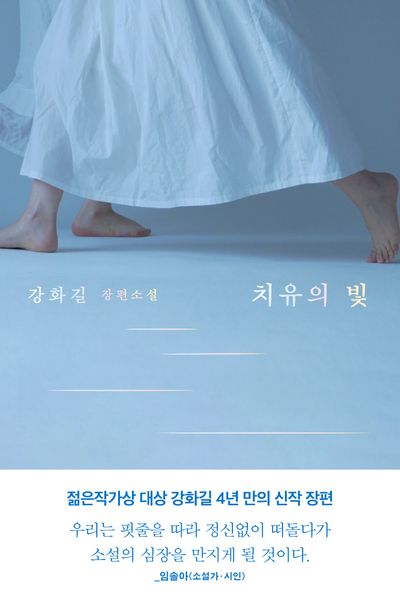 강화길 장편소설
치유의 빛
젊은작가상 대상 강화길 4년 만의 신작 장편
우리는 핏줄을 따라 정신없이 떠돌다가
소설의 심장을 만지게 될 것이다.
_임솔아(소설가·시인)